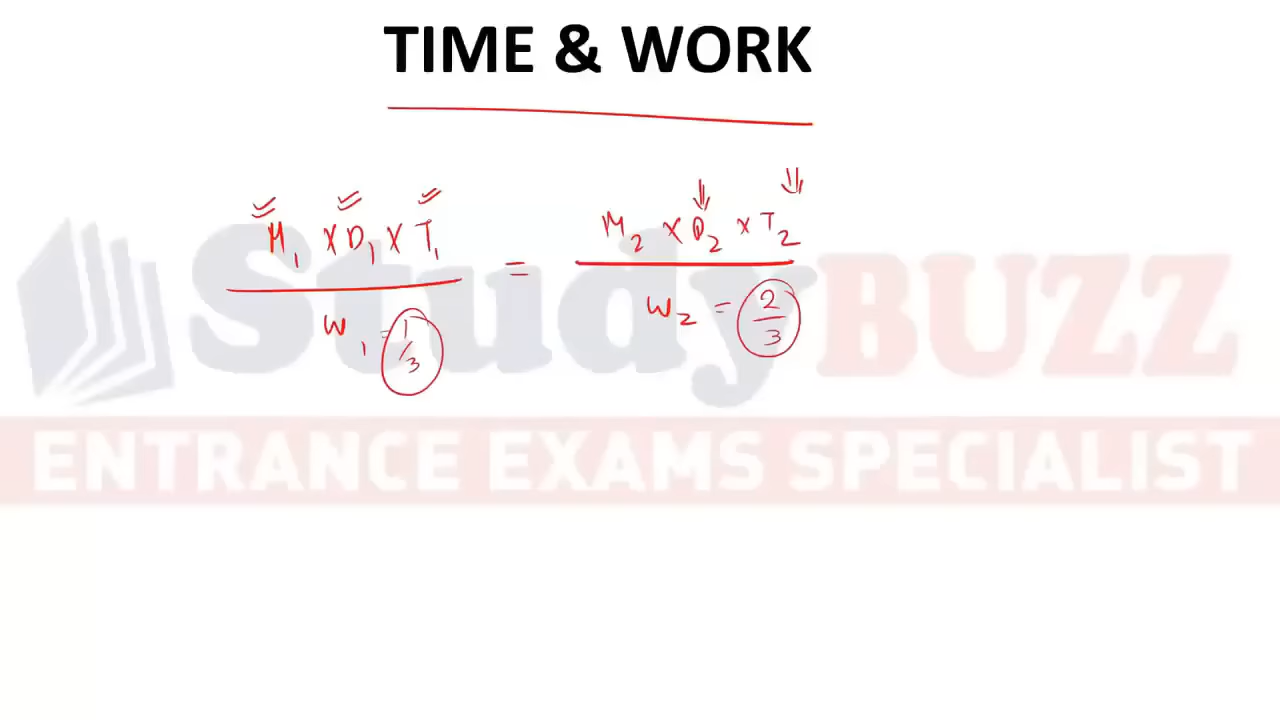 TIME & WORK
M₁ × D₁ × T₁ / W₁ = 1/3 = M₂ × D₂ × T₂ / W₂ = 2/3
StudyBUZZ
ENTRANCE EXAMS SPECIALIST